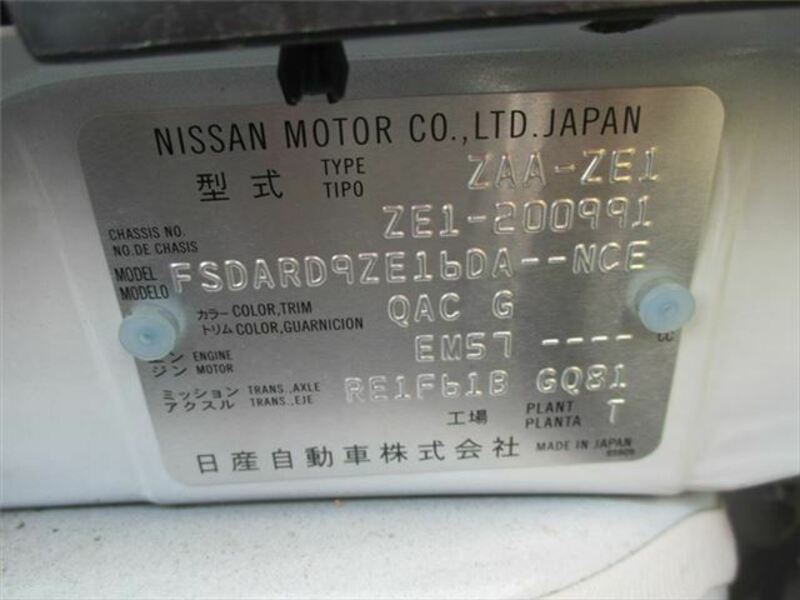 NISSAN MOTOR CO.,LTD.JAPAN
型式 TYPE TIPO ZAA-ZE1
CHASSIS NO. NO.DE CHASIS ZE1-200991
MODEL MODELO FSDARD9ZE16DA--NCE
カラー COLOR,TRIM QAC G
トリム COLOR,GUARNICION
ENGINE EM57 ---- CC
ジン MOTOR
ミッション TRANS.,AXLE RE1F61B GQ81
アクスル TRANS.,EJE
工場 PLANT PLANTA T
日産自動車株式会社 MADE IN JAPAN